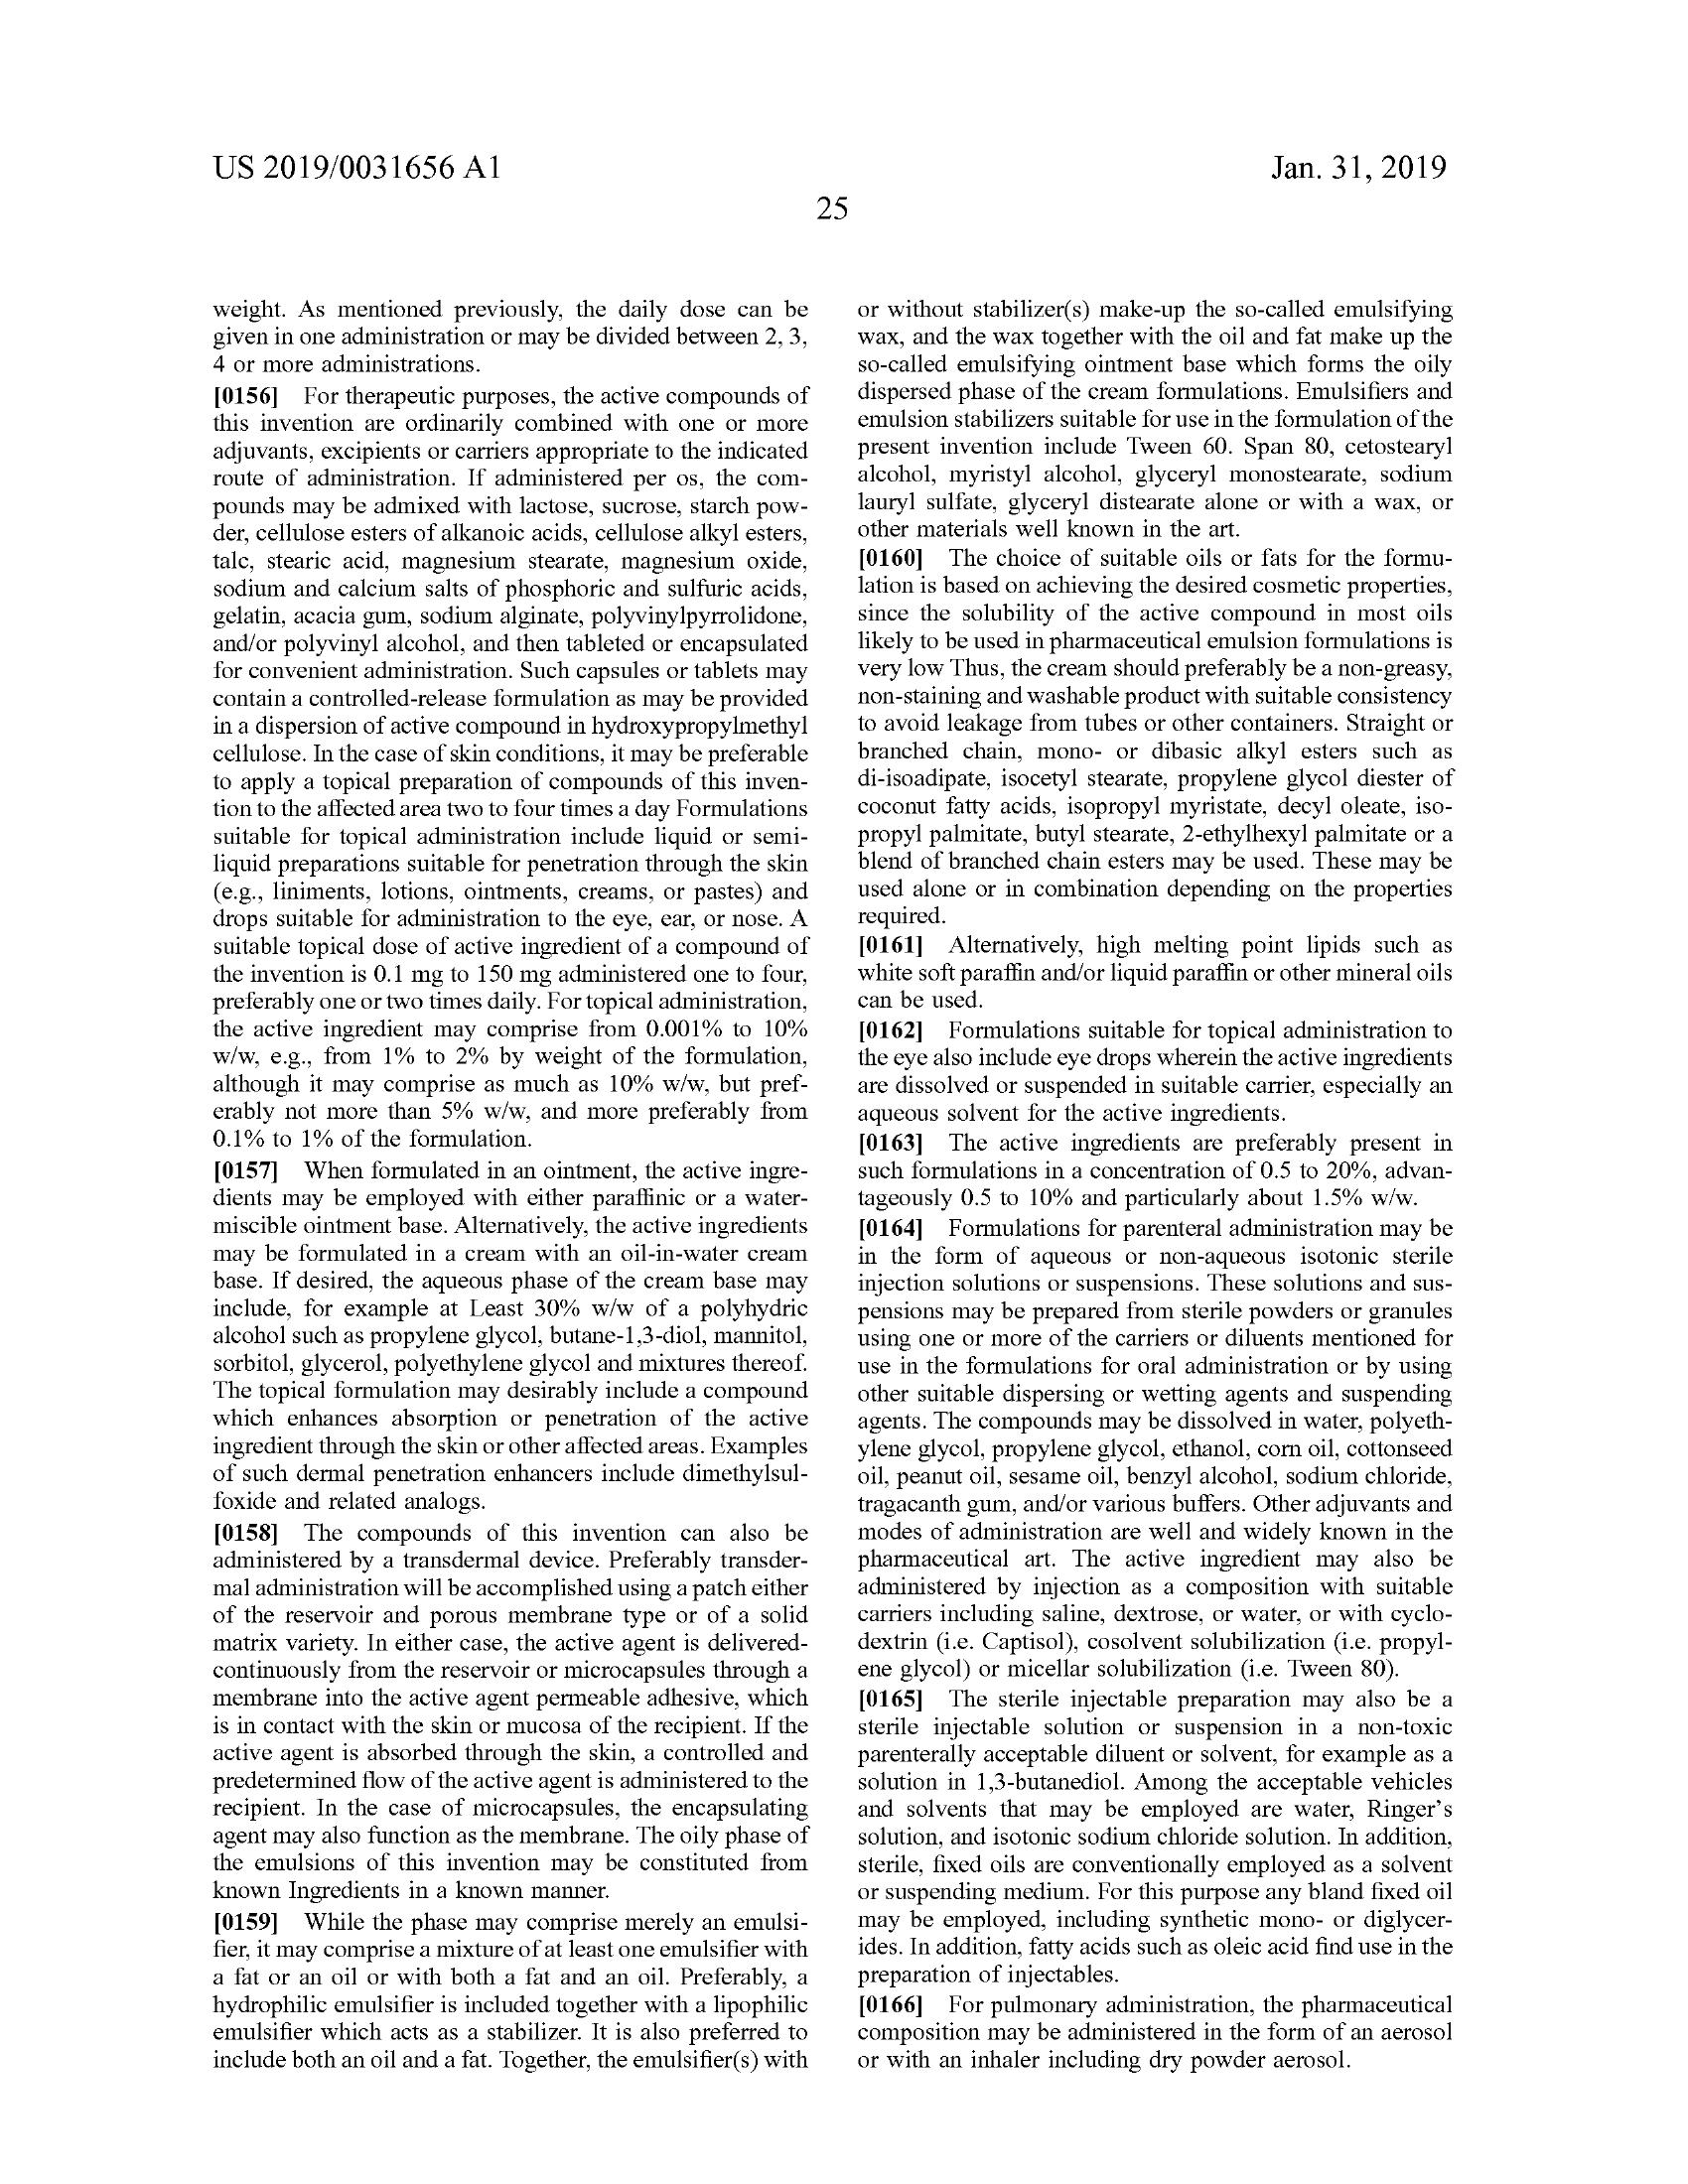 US 2019/0031656 A1
Jan. 31, 2019
25
weight. As mentioned previously, the daily dose can be
given in one administration or may be divided between 2, 3,
4 or more administrations.
[0156] For therapeutic purposes, the active compounds of
this invention are ordinarily combined with one or more
adjuvants, excipients or carriers appropriate to the indicated
route of administration. If administered per os, the com-
pounds may be admixed with lactose, sucrose, starch pow-
der, cellulose esters of alkanoic acids, cellulose alkyl esters,
talc, stearic acid, magnesium stearate, magnesium oxide,
sodium and calcium salts of phosphoric and sulfuric acids,
gelatin, acacia gum, sodium alginate, polyvinylpyrrolidone,
and/or polyvinyl alcohol, and then tableted or encapsulated
for convenient administration. Such capsules or tablets may
contain a controlled-release formulation as may be provided
in a dispersion of active compound in hydroxypropylmethyl
cellulose. In the case of skin conditions, it may be preferable
to apply a topical preparation of compounds of this inven-
tion to the affected area two to four times a day Formulations
suitable for topical administration include liquid or semi-
liquid preparations suitable for penetration through the skin
(e.g., liniments, lotions, ointments, creams, or pastes) and
drops suitable for administration to the eye, ear, or nose. A
suitable topical dose of active ingredient of a compound of
the invention is 0.1 mg to 150 mg administered one to four,
preferably one or two times daily. For topical administration,
the active ingredient may comprise from 0.001% to 10%
w/w, e.g., from 1% to 2% by weight of the formulation,
although it may comprise as much as 10% w/w, but pref-
erably not more than 5% w/w, and more preferably from
0.1% to 1% of the formulation.
[0157] When formulated in an ointment, the active ingre-
dients may be employed with either paraffinic or a water-
miscible ointment base. Alternatively, the active ingredients
may be formulated in a cream with an oil-in-water cream
base. If desired, the aqueous phase of the cream base may
include, for example at Least 30% w/w of a polyhydric
alcohol such as propylene glycol, butane-1,3-diol, mannitol,
sorbitol, glycerol, polyethylene glycol and mixtures thereof.
The topical formulation may desirably include a compound
which enhances absorption or penetration of the active
ingredient through the skin or other affected areas. Examples
of such dermal penetration enhancers include dimethylsul-
foxide and related analogs.
[0158] The compounds of this invention can also be
administered by a transdermal device. Preferably transder-
mal administration will be accomplished using a patch either
of the reservoir and porous membrane type or of a solid
matrix variety. In either case, the active agent is delivered-
continuously from the reservoir or microcapsules through a
membrane into the active agent permeable adhesive, which
is in contact with the skin or mucosa of the recipient. If the
active agent is absorbed through the skin, a controlled and
predetermined flow of the active agent is administered to the
recipient. In the case of microcapsules, the encapsulating
agent may also function as the membrane. The oily phase of
the emulsions of this invention may be constituted from
known Ingredients in a known manner.
[0159] While the phase may comprise merely an emulsi-
fier, it may comprise a mixture of at least one emulsifier with
a fat or an oil or with both a fat and an oil. Preferably, a
hydrophilic emulsifier is included together with a lipophilic
emulsifier which acts as a stabilizer. It is also preferred to
include both an oil and a fat. Together, the emulsifier(s) with
or without stabilizer(s) make-up the so-called emulsifying
wax, and the wax together with the oil and fat make up the
so-called emulsifying ointment base which forms the oily
dispersed phase of the cream formulations. Emulsifiers and
emulsion stabilizers suitable for use in the formulation of the
present invention include Tween 60. Span 80, cetostearyl
alcohol, myristyl alcohol, glyceryl monostearate, sodium
lauryl sulfate, glyceryl distearate alone or with a wax, or
other materials well known in the art.
[0160] The choice of suitable oils or fats for the formu-
lation is based on achieving the desired cosmetic properties,
since the solubility of the active compound in most oils
likely to be used in pharmaceutical emulsion formulations is
very low Thus, the cream should preferably be a non-greasy,
non-staining and washable product with suitable consistency
to avoid leakage from tubes or other containers. Straight or
branched chain, mono- or dibasic alkyl esters such as
di-isoadipate, isocetyl stearate, propylene glycol diester of
coconut fatty acids, isopropyl myristate, decyl oleate, iso-
propyl palmitate, butyl stearate, 2-ethylhexyl palmitate or a
blend of branched chain esters may be used. These may be
used alone or in combination depending on the properties
required.
[0161] Alternatively, high melting point lipids such as
white soft paraffin and/or liquid paraffin or other mineral oils
can be used.
[0162] Formulations suitable for topical administration to
the eye also include eye drops wherein the active ingredients
are dissolved or suspended in suitable carrier, especially an
aqueous solvent for the active ingredients.
[0163] The active ingredients are preferably present in
such formulations in a concentration of 0.5 to 20%, advan-
tageously 0.5 to 10% and particularly about 1.5% w/w.
[0164] Formulations for parenteral administration may be
in the form of aqueous or non-aqueous isotonic sterile
injection solutions or suspensions. These solutions and sus-
pensions may be prepared from sterile powders or granules
using one or more of the carriers or diluents mentioned for
use in the formulations for oral administration or by using
other suitable dispersing or wetting agents and suspending
agents. The compounds may be dissolved in water, polyeth-
ylene glycol, propylene glycol, ethanol, corn oil, cottonseed
oil, peanut oil, sesame oil, benzyl alcohol, sodium chloride,
tragacanth gum, and/or various buffers. Other adjuvants and
modes of administration are well and widely known in the
pharmaceutical art. The active ingredient may also be
administered by injection as a composition with suitable
carriers including saline, dextrose, or water, or with cyclo-
dextrin (i.e. Captisol), cosolvent solubilization (i.e. propyl-
ene glycol) or micellar solubilization (i.e. Tween 80).
[0165] The sterile injectable preparation may also be a
sterile injectable solution or suspension in a non-toxic
parenterally acceptable diluent or solvent, for example as a
solution in 1,3-butanediol. Among the acceptable vehicles
and solvents that may be employed are water, Ringer’s
solution, and isotonic sodium chloride solution. In addition,
sterile, fixed oils are conventionally employed as a solvent
or suspending medium. For this purpose any bland fixed oil
may be employed, including synthetic mono- or diglycer-
ides. In addition, fatty acids such as oleic acid find use in the
preparation of injectables.
[0166] For pulmonary administration, the pharmaceutical
composition may be administered in the form of an aerosol
or with an inhaler including dry powder aerosol.